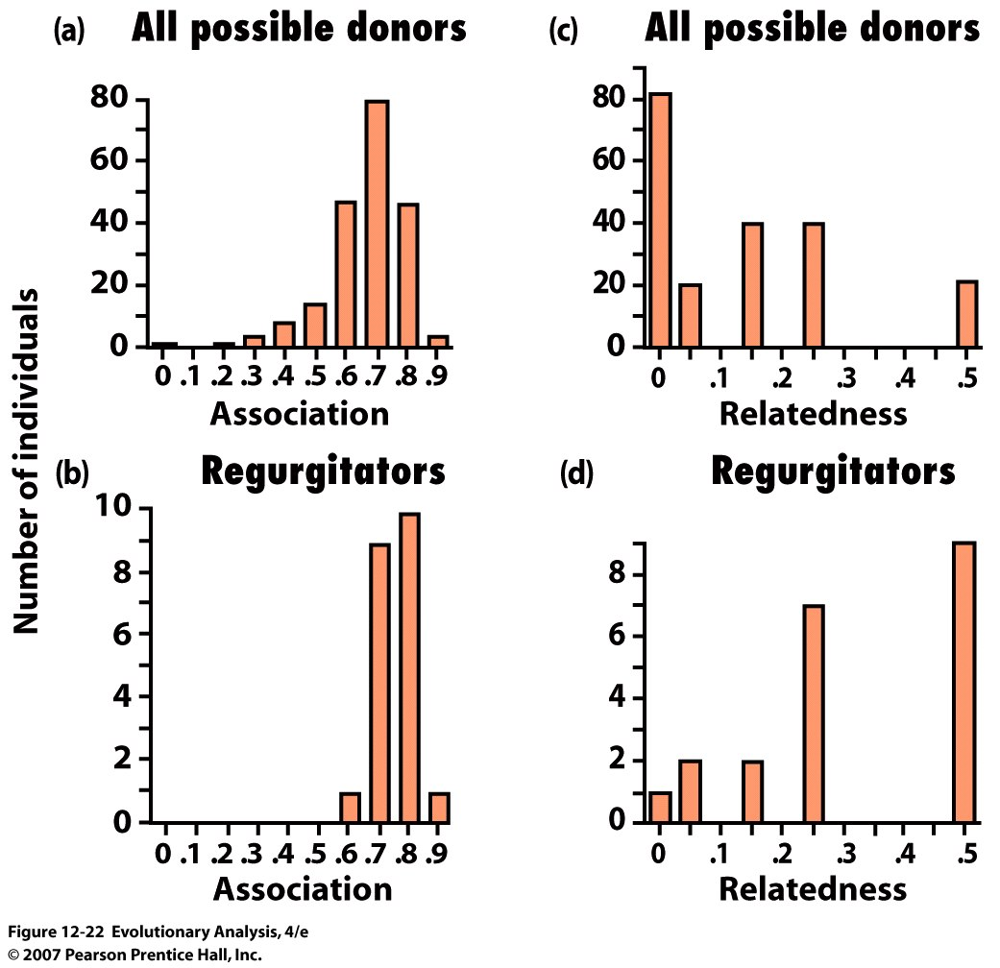 (a) All possible donors
80
60
40
20
0
0 .1 .2 .3 .4 .5 .6 .7 .8 .9
Association
(c) All possible donors
80
60
40
20
0
0 .1 .2 .3 .4 .5
Relatedness
Number of individuals
(b) Regurgitators
10
8
6
4
2
0
0 .1 .2 .3 .4 .5 .6 .7 .8 .9
Association
(d) Regurgitators
8
6
4
2
0
0 .1 .2 .3 .4 .5
Relatedness
Figure 12-22 Evolutionary Analysis, 4/e
© 2007 Pearson Prentice Hall, Inc.